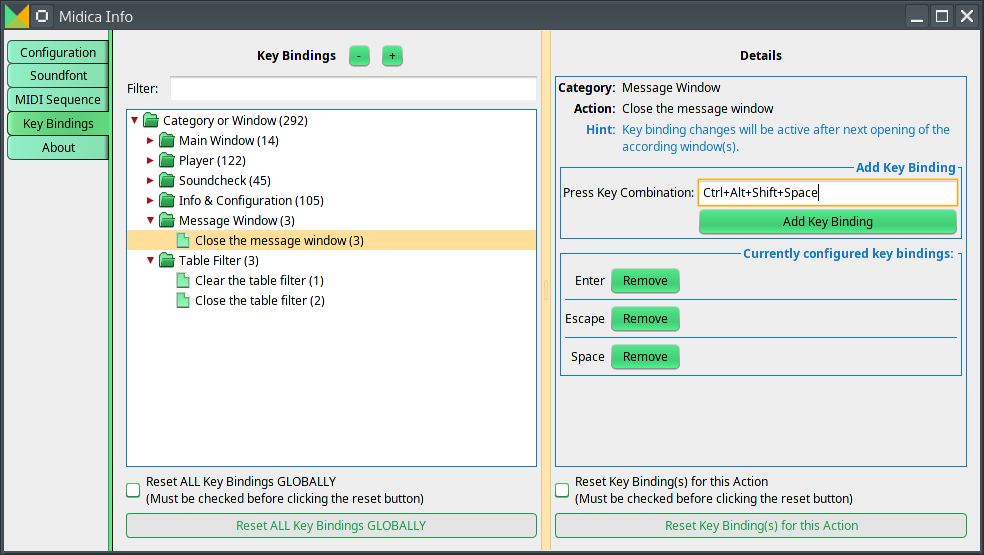 Midica Info
Configuration
Soundfont
MIDI Sequence
Key Bindings
About
Key Bindings - +
Filter:
Category or Window (292)
Main Window (14)
Player (122)
Soundcheck (45)
Info & Configuration (105)
Message Window (3)
Close the message window (3)
Table Filter (3)
Clear the table filter (1)
Close the table filter (2)
Reset ALL Key Bindings GLOBALLY
(Must be checked before clicking the reset button)
Reset ALL Key Bindings GLOBALLY
Details
Category: Message Window
Action: Close the message window
Hint: Key binding changes will be active after next opening of the
according window(s).
Add Key Binding
Press Key Combination: Ctrl+Alt+Shift+Space
Add Key Binding
Currently configured key bindings:
Enter Remove
Escape Remove
Space Remove
Reset Key Binding(s) for this Action
(Must be checked before clicking the reset button)
Reset Key Binding(s) for this Action